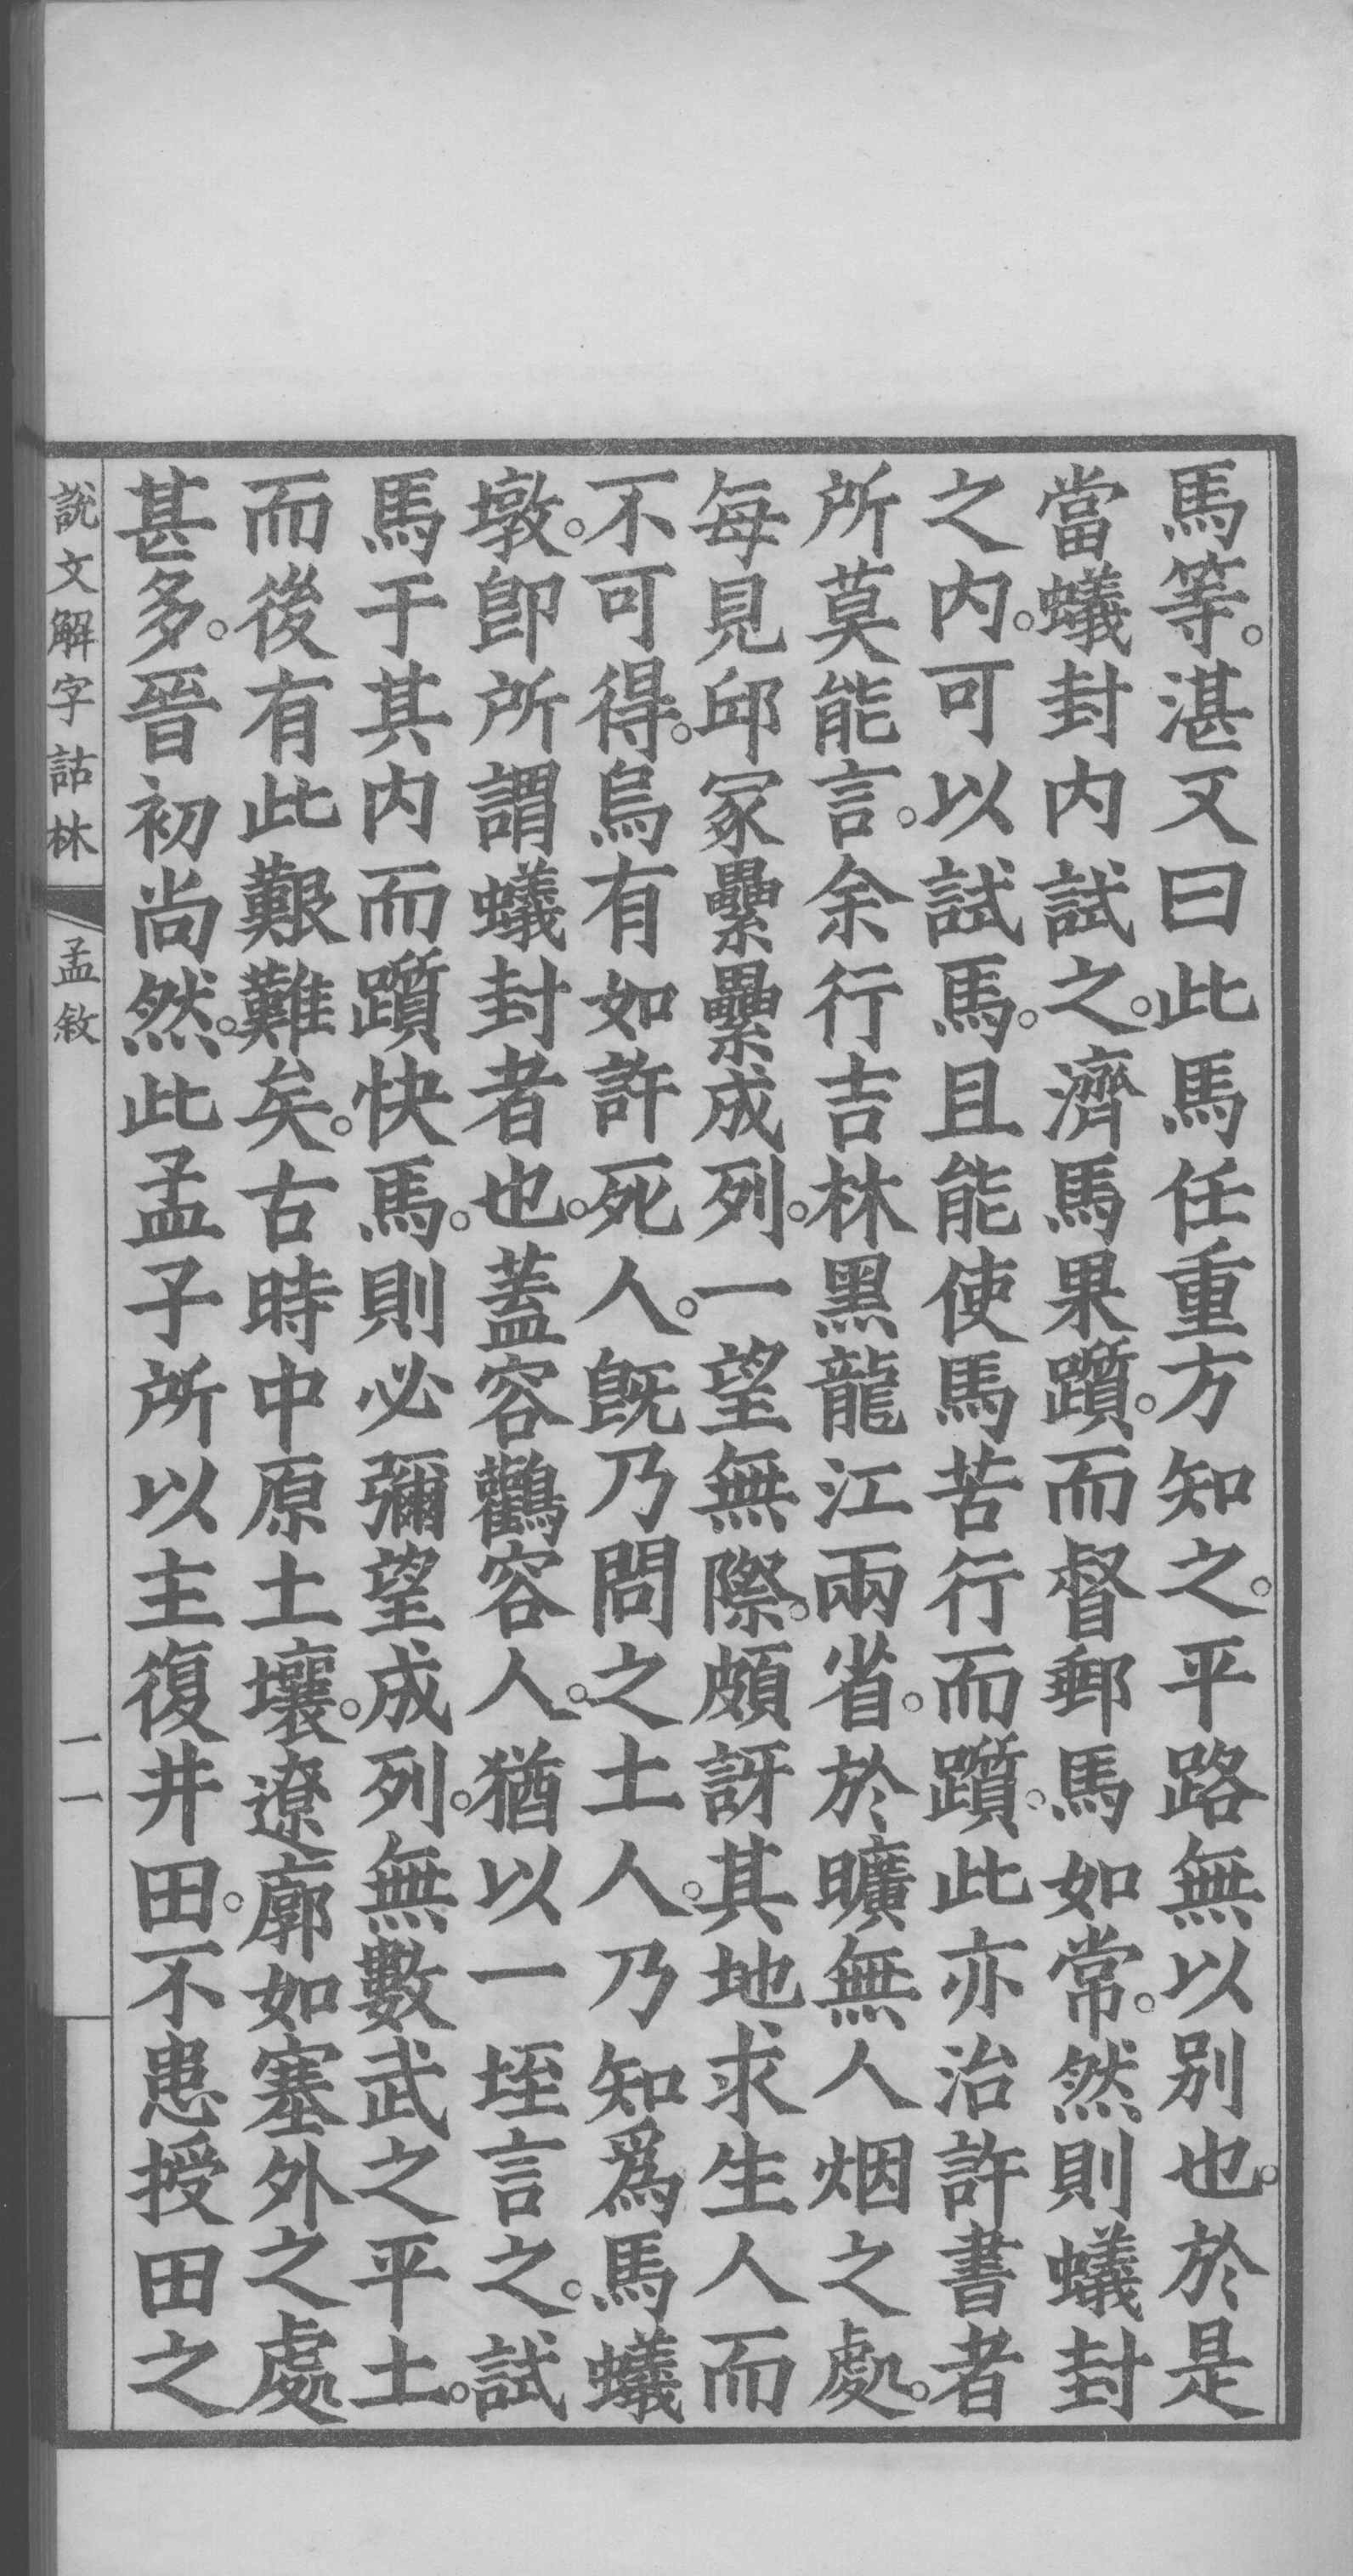 馬等。湛又曰此馬任重方知之。平路無以別也。於是
當蟻封内試之。濟馬果躓。而督郵馬如常。然則蟻封
之内。可以試馬。且能使馬苦行而躓。此亦治許書者
所莫能言。余行吉林黑龍江兩省。於曠無人烟之處。
每見邱冢纍纍成列。一望無際。頗訝其地求生人而
不可得。烏有如許死人。旣乃問之土人。乃知爲馬蟻
墩。卽所謂蟻封者也。蓋容鸛容人。猶以一垤言之。試
馬于其内而躓快馬。則必彌望成列。無數武之平土。
而後有此艱難矣。古時中原土壤。遼廓如塞外之處
甚多。晉初尚然。此孟子所以主復井田。不患授田之
說文解字詁林　孟敘　一一